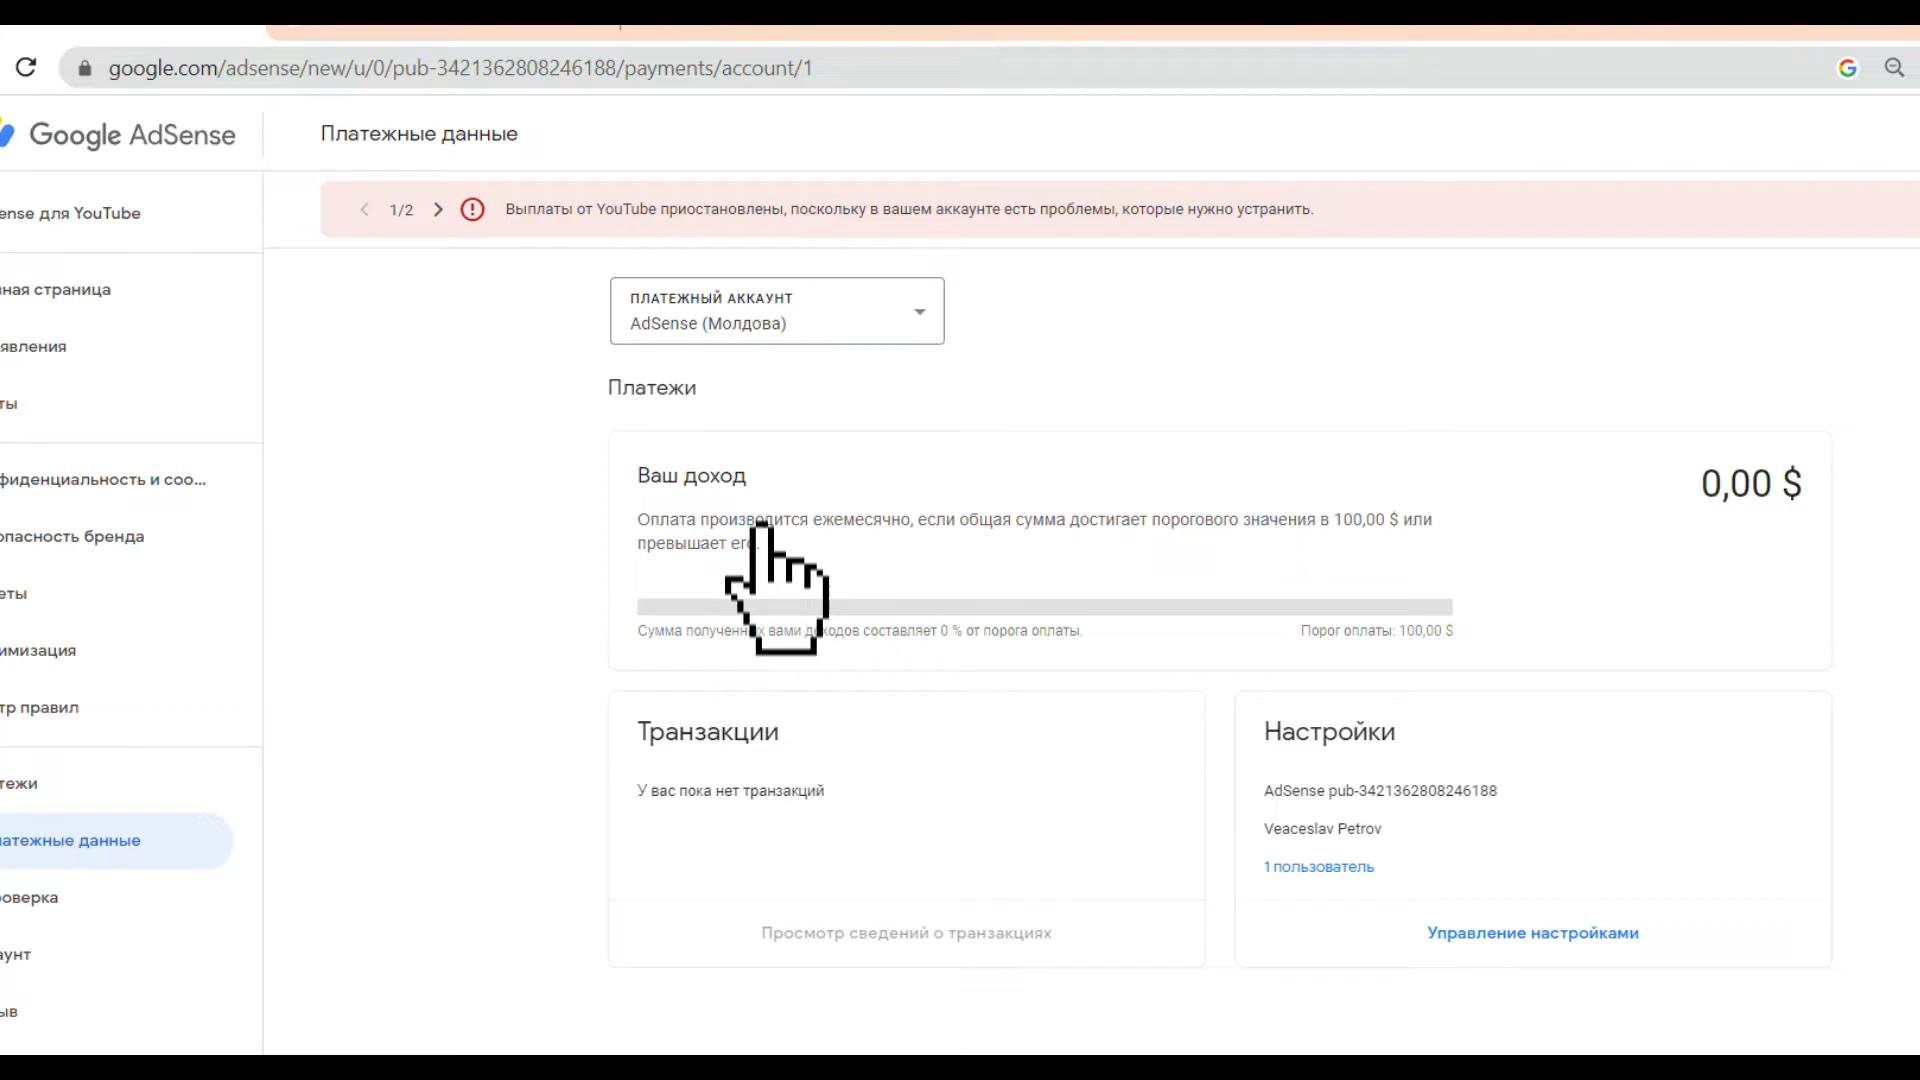 google.com/adsense/new/u/0/pub-3421362808246188/payments/account/1
Google AdSense
Платежные данные
ense для YouTube
1/2
Выплаты от YouTube приостановлены, поскольку в вашем аккаунте есть проблемы, которые нужно устранить.
ная страница
явления
ты
фиденциальность и соо...
опасность бренда
еты
имизация
тр правил
тежи
атежные данные
оверка
аунт
ыв
ПЛАТЕЖНЫЙ АККАУНТ
AdSense (Молдова)
Платежи
Ваш доход
0,00 $
Оплата производится ежемесячно, если общая сумма достигает порогового значения в 100,00 $ или
превышает его.
Сумма полученных вами доходов составляет 0 % от порога оплаты.
Порог оплаты: 100,00 $
Транзакции
У вас пока нет транзакций
Просмотр сведений о транзакциях
Настройки
AdSense pub-3421362808246188
Veaceslav Petrov
1 пользователь
Управление настройками